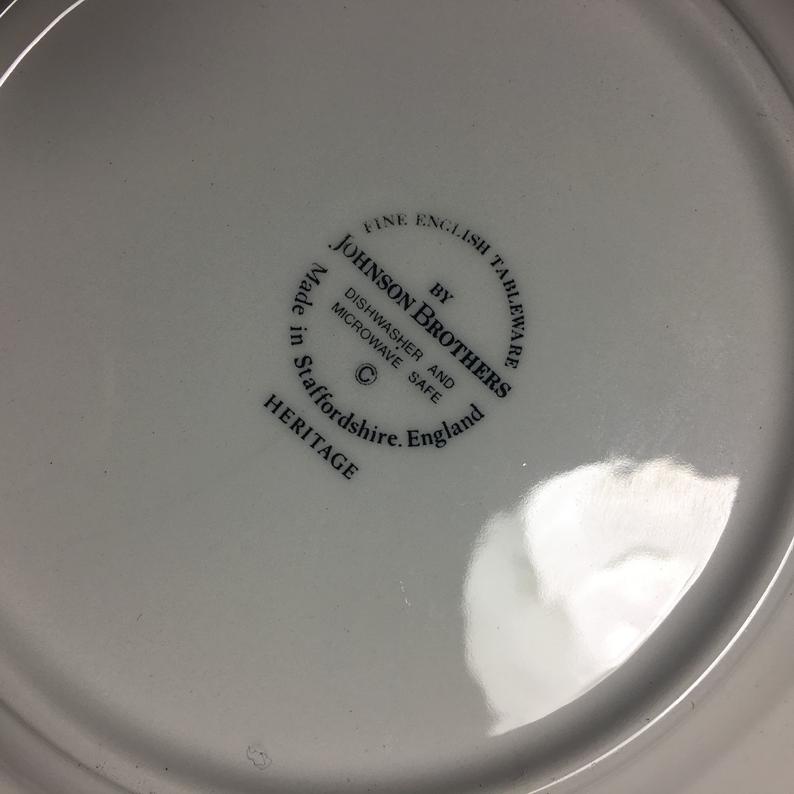 FINE ENGLISH TABLEWARE
BY
JOHNSON BROTHERS
DISHWASHER AND
MICROWAVE SAFE
©
Made in Staffordshire. England
HERITAGE